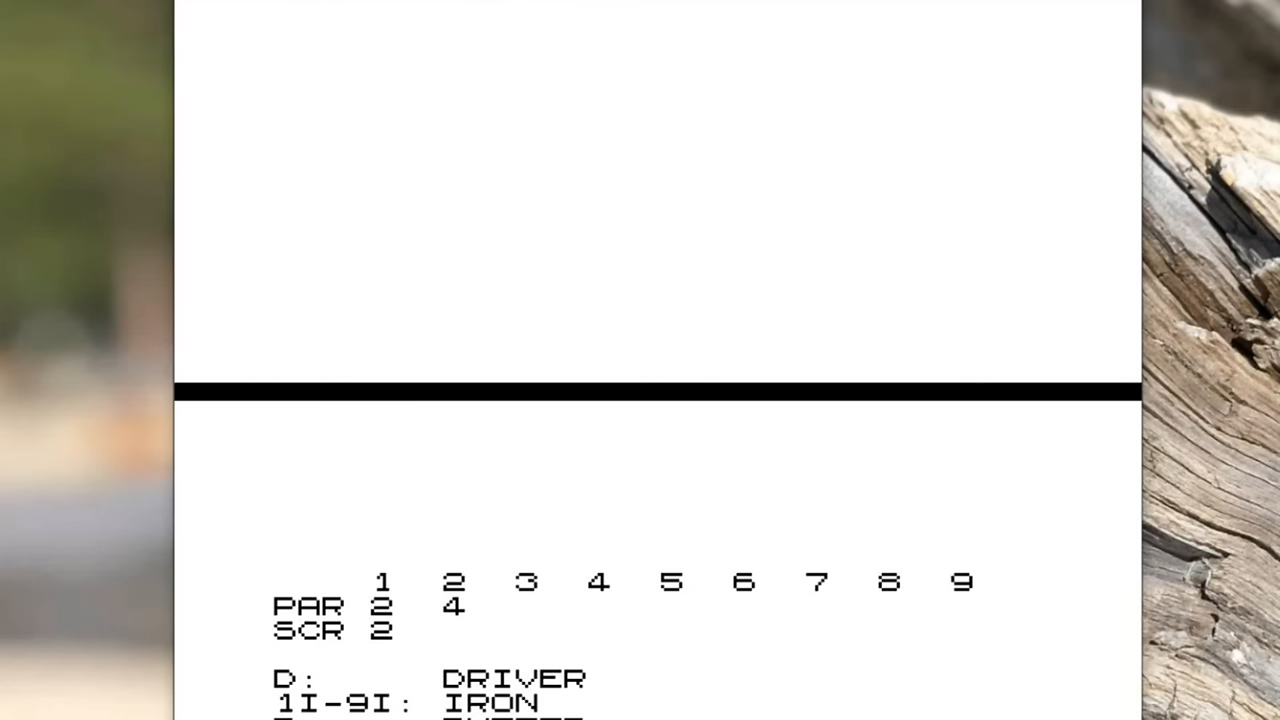 1 2 3 4 5 6 7 8 9
PAR 2 4
SCR 2
D: DRIVER
1I-9I: IRON